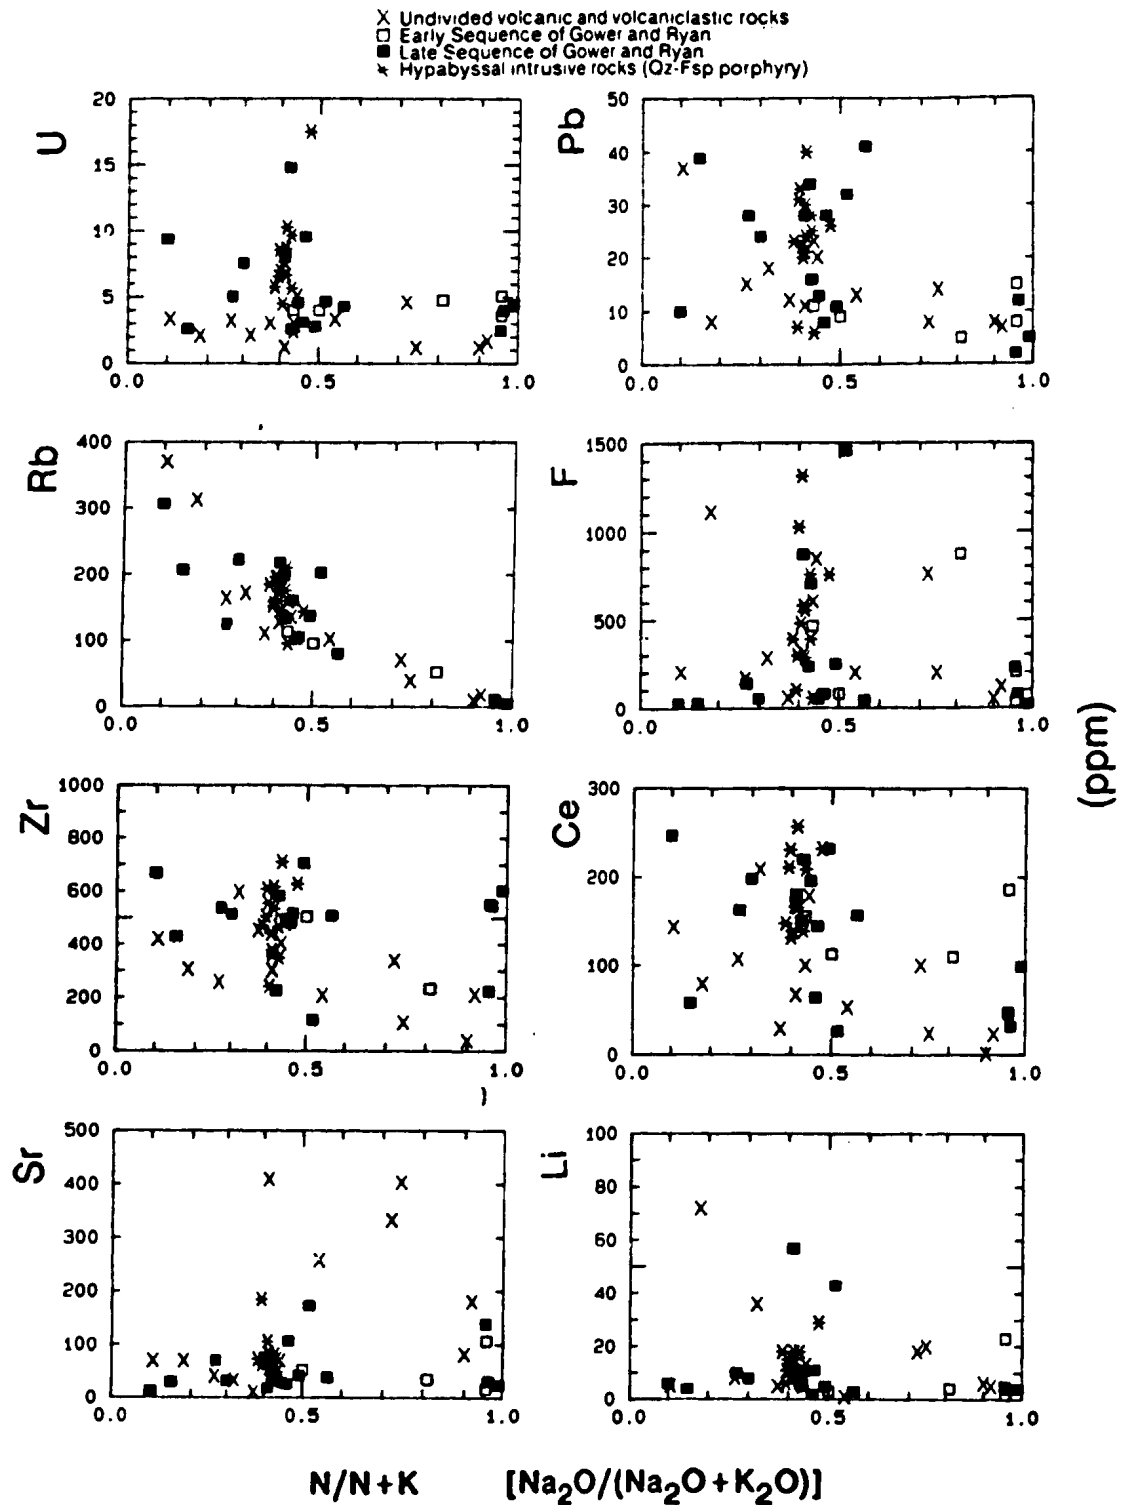 X Undivided volcanic and volcaniclastic rocks
Early Sequence of Gower and Ryan
Late Sequence of Gower and Ryan
Hypabyssal intrusive rocks (Qz-Fsp porphyry)
U
20
15
10
5
0
0.0 0.5 1.0
Pb
50
40
30
20
10
0
0.0 0.5 1.0
Rb
400
300
200
100
0
0.0 0.5 1.0
F
1500
1000
500
0
0.0 0.5 1.0
Zr
1000
800
600
400
200
0
0.0 0.5 1.0
Ce
300
200
100
0
0.0 0.5 1.0
Sr
500
400
300
200
100
0
0.0 0.5 1.0
Li
100
80
60
40
20
0
0.0 0.5 1.0
(ppm)
N/N+K [Na₂O/(Na₂O+K₂O)]